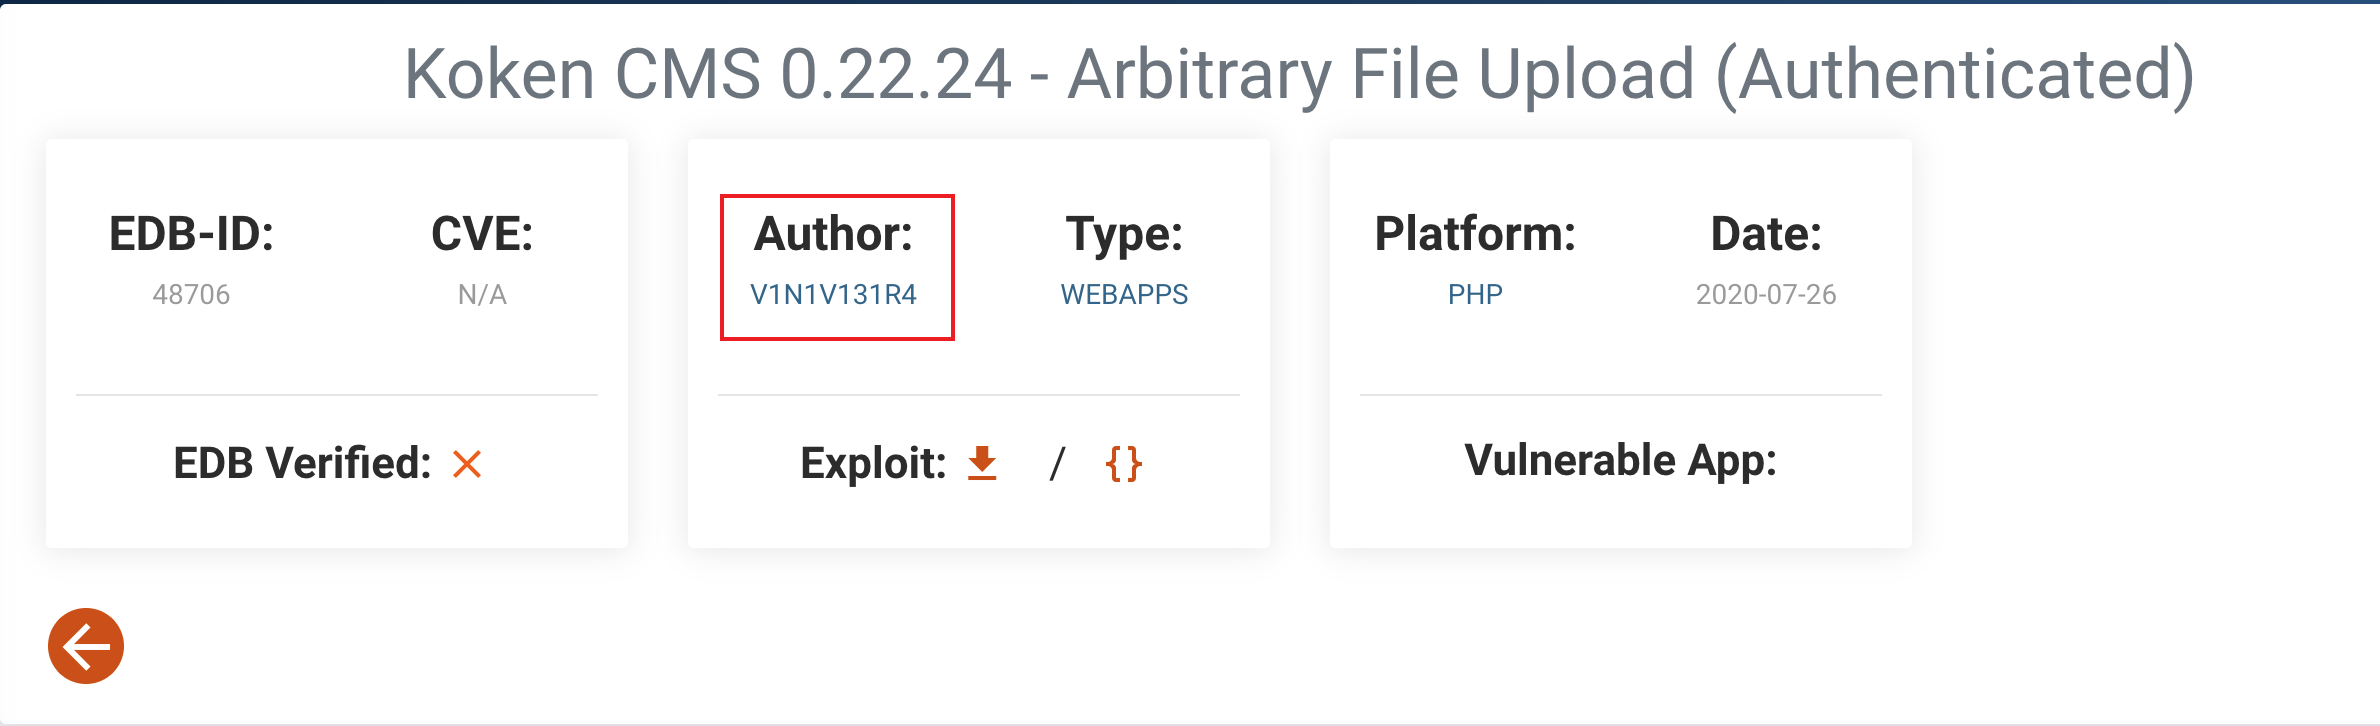 Koken CMS 0.22.24 - Arbitrary File Upload (Authenticated)
EDB-ID:
48706
CVE:
N/A
EDB Verified:
Author:
V1N1V131R4
Type:
WEBAPPS
Exploit: / {}
Platform:
PHP
Date:
2020-07-26
Vulnerable App: